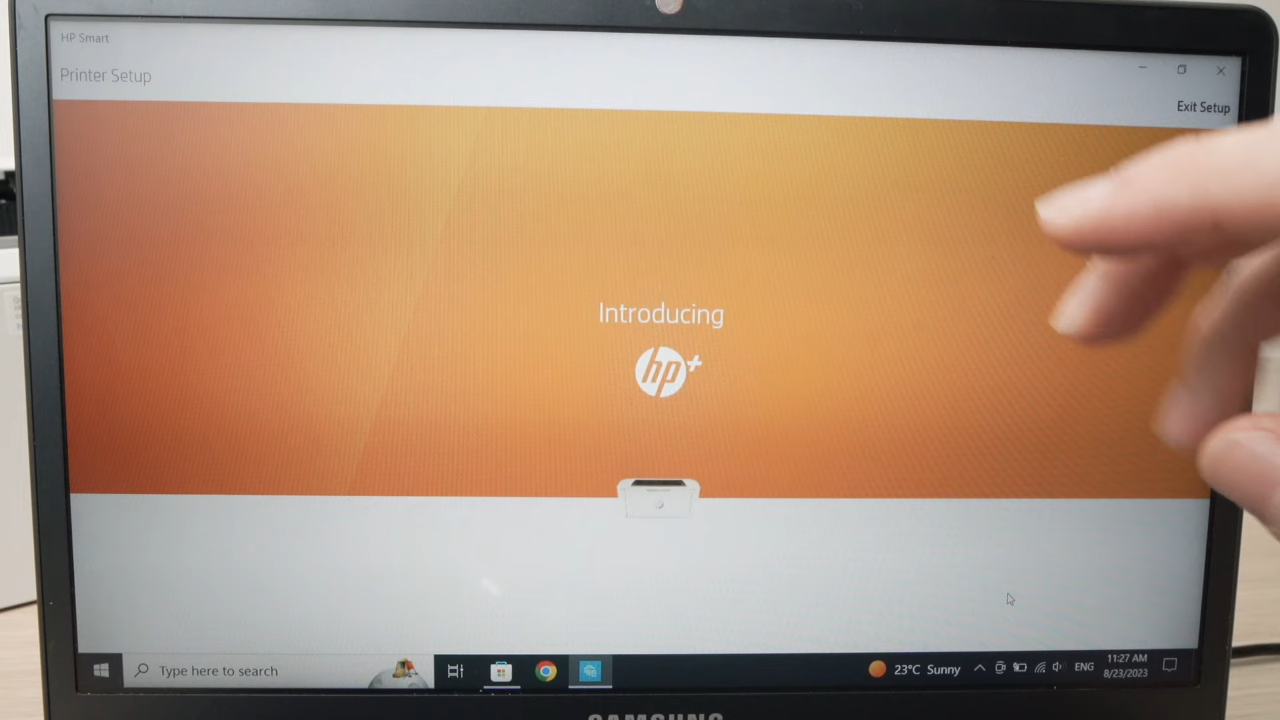 HP Smart
Printer Setup
Exit Setup
Introducing
hp+
Type here to search
23°C Sunny
ENG
11:27 AM
8/23/2023
SAMSUNG